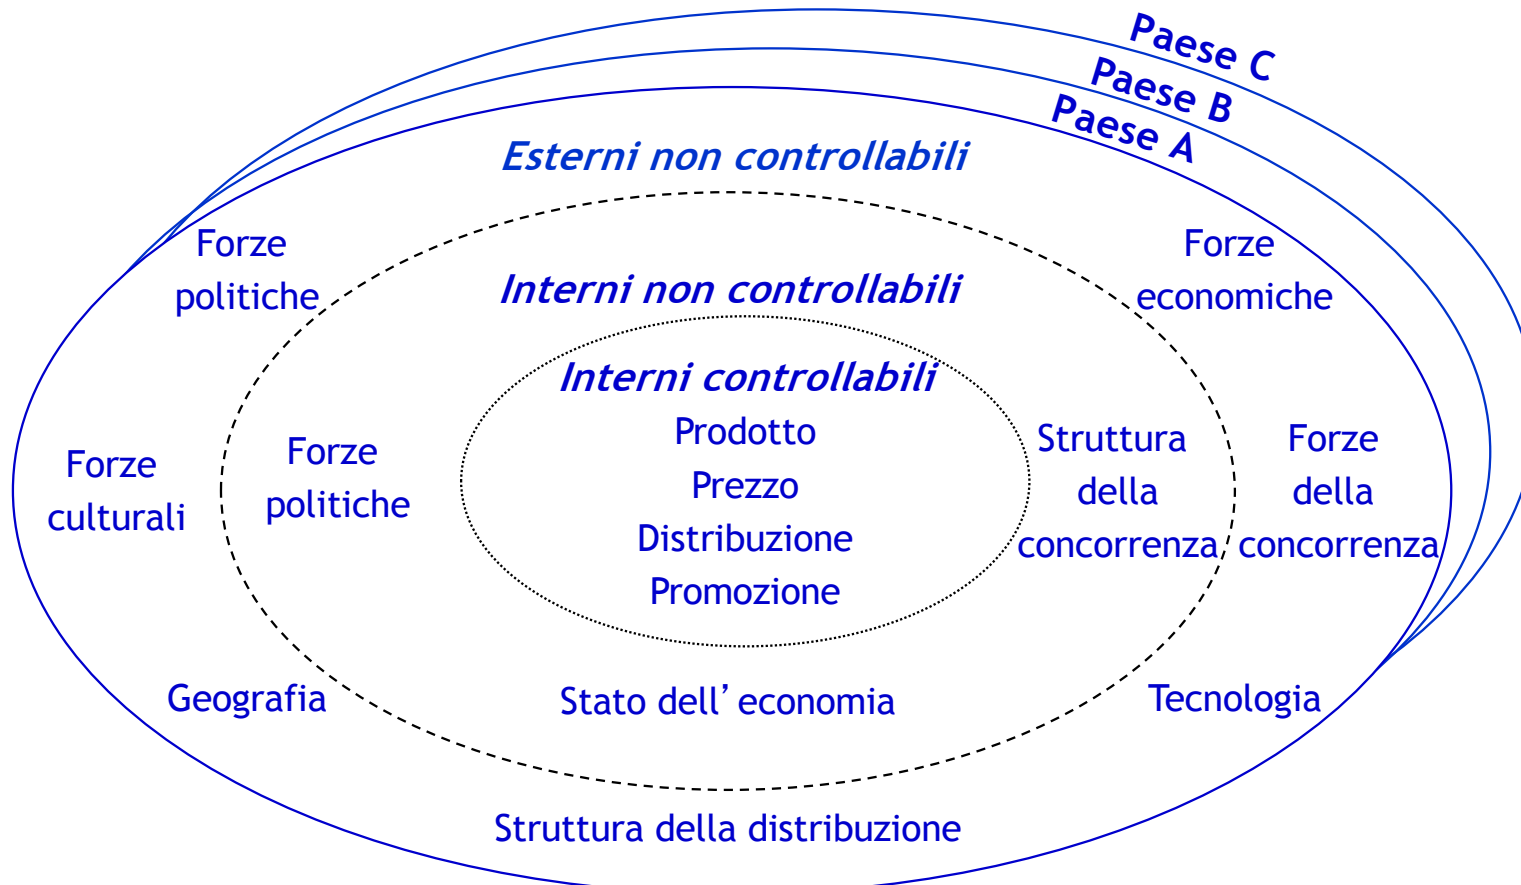 Paese C
Paese B
Paese A
Esterni non controllabili
Forze
politiche
Forze
economiche
Interni non controllabili
Interni controllabili
Prodotto
Prezzo
Distribuzione
Promozione
Forze
culturali
Forze
politiche
Struttura
della
concorrenza
Forze
della
concorrenza
Geografia
Stato dell’economia
Tecnologia
Struttura della distribuzione